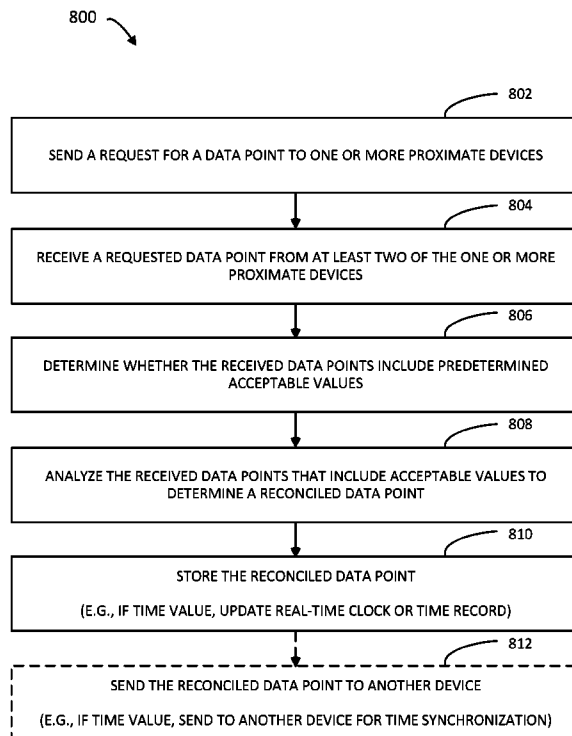 800
802
SEND A REQUEST FOR A DATA POINT TO ONE OR MORE PROXIMATE DEVICES
804
RECEIVE A REQUESTED DATA POINT FROM AT LEAST TWO OF THE ONE OR MORE
PROXIMATE DEVICES
806
DETERMINE WHETHER THE RECEIVED DATA POINTS INCLUDE PREDETERMINED
ACCEPTABLE VALUES
808
ANALYZE THE RECEIVED DATA POINTS THAT INCLUDE ACCEPTABLE VALUES TO
DETERMINE A RECONCILED DATA POINT
810
STORE THE RECONCILED DATA POINT
(E.G., IF TIME VALUE, UPDATE REAL-TIME CLOCK OR TIME RECORD)
812
SEND THE RECONCILED DATA POINT TO ANOTHER DEVICE
(E.G., IF TIME VALUE, SEND TO ANOTHER DEVICE FOR TIME SYNCHRONIZATION)